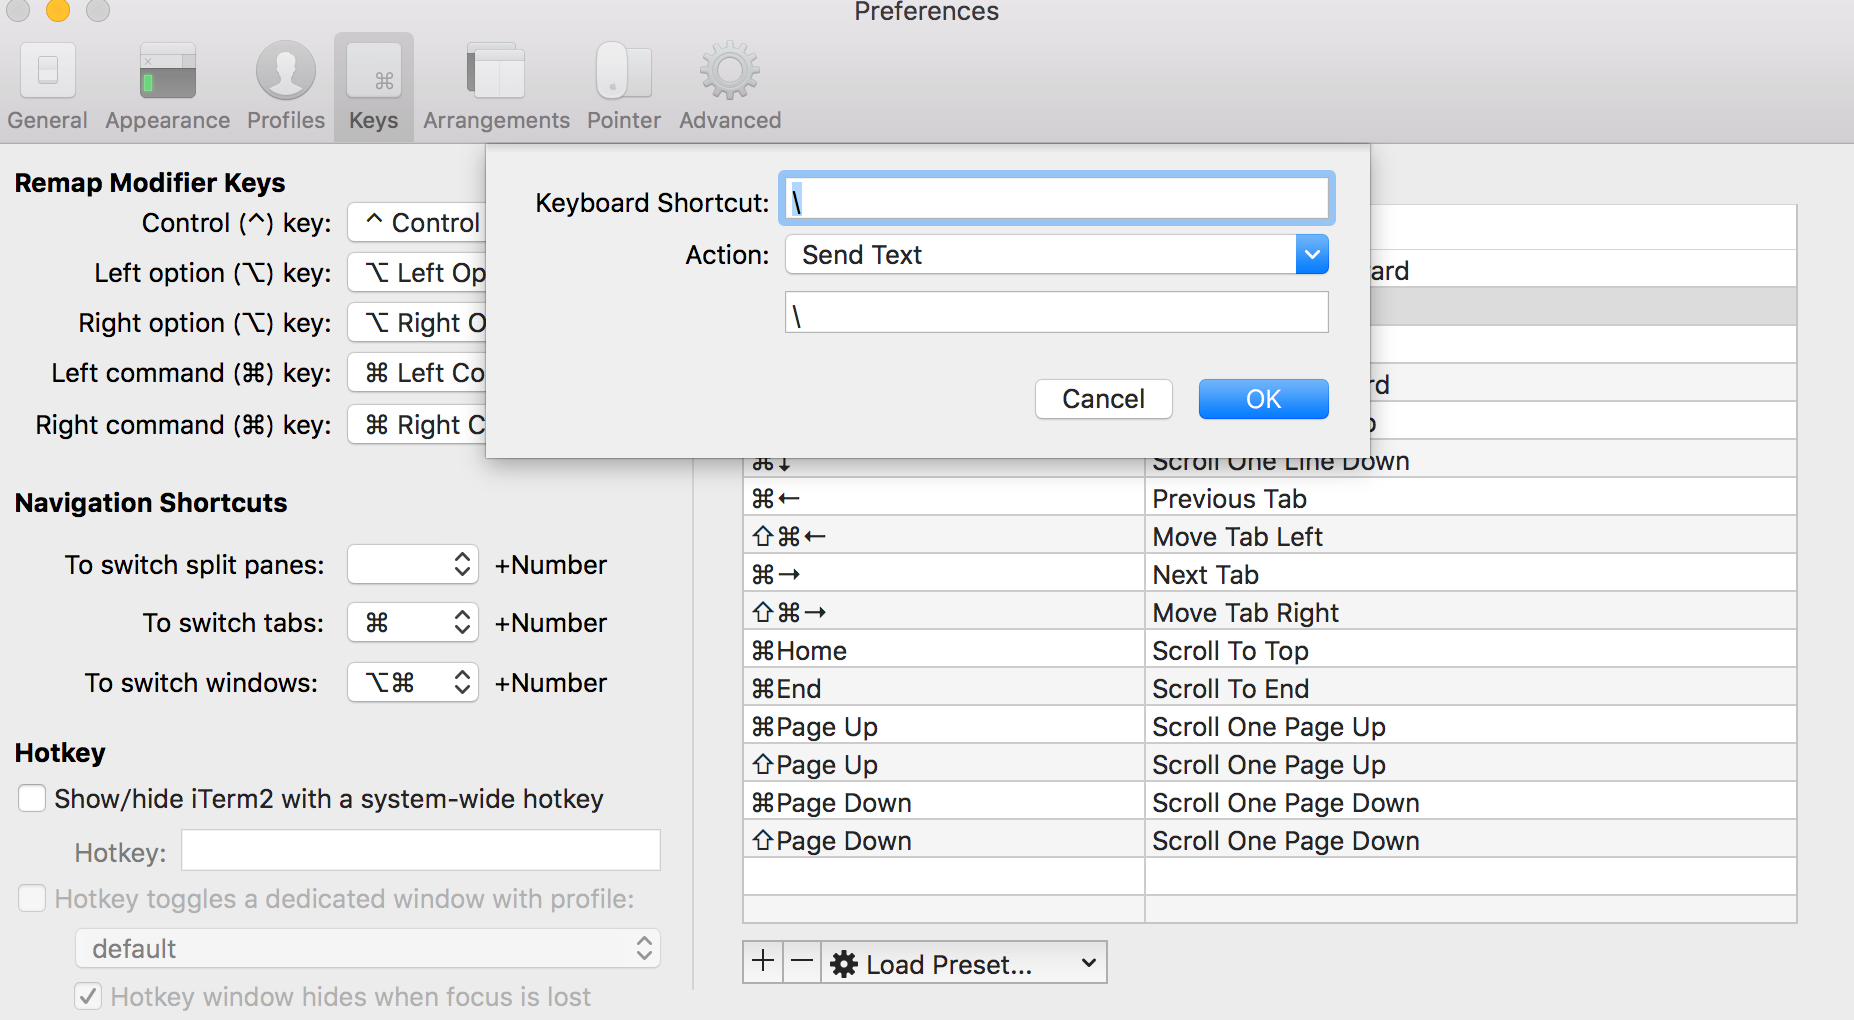 Preferences
General Appearance Profiles Keys Arrangements Pointer Advanced
Remap Modifier Keys
Control (^) key: ^ Control
Left option (⌥) key: ⌥ Left Op
Right option (⌥) key: ⌥ Right O
Left command (⌘) key: ⌘ Left Co
Right command (⌘) key: ⌘ Right C
Navigation Shortcuts
To switch split panes: +Number
To switch tabs: ⌘ +Number
To switch windows: ⌥⌘ +Number
Hotkey
Show/hide iTerm2 with a system-wide hotkey
Hotkey:
Hotkey toggles a dedicated window with profile:
default
Hotkey window hides when focus is lost
Keyboard Shortcut: \
Action: Send Text
\
Cancel OK
ard
rd
⌘↓ Scroll One Line Down
⌘← Previous Tab
⇧⌘← Move Tab Left
⌘→ Next Tab
⇧⌘→ Move Tab Right
⌘Home Scroll To Top
⌘End Scroll To End
⌘Page Up Scroll One Page Up
⇧Page Up Scroll One Page Up
⌘Page Down Scroll One Page Down
⇧Page Down Scroll One Page Down
+ − Load Preset...